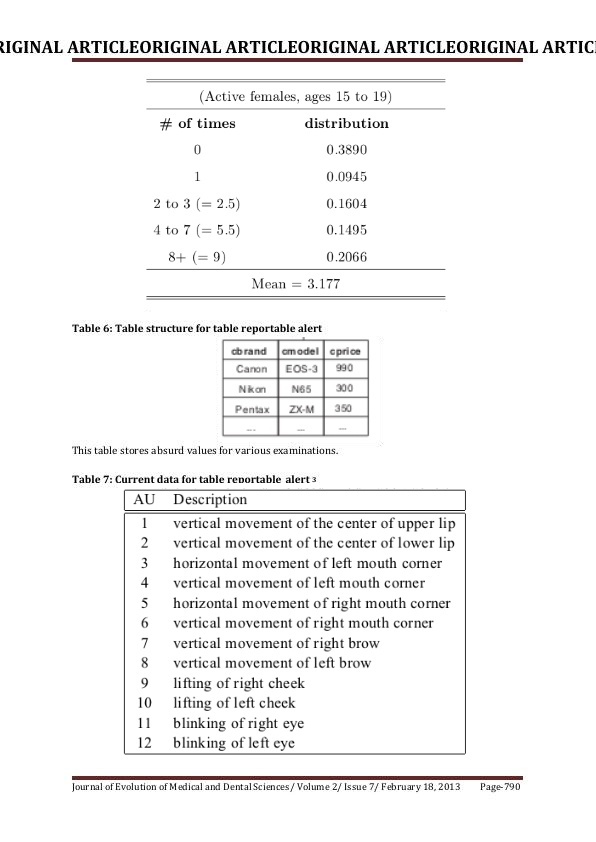 RIGINAL ARTICLEORIGINAL ARTICLEORIGINAL ARTICLEORIGINAL ARTIC
(Active females, ages 15 to 19)
# of times distribution
0 0.3890
1 0.0945
2 to 3 (= 2.5) 0.1604
4 to 7 (= 5.5) 0.1495
8+ (= 9) 0.2066
Mean = 3.177
Table 6: Table structure for table reportable alert
cbrand cmodel cprice
Canon EOS-3 990
Nikon N65 300
Pentax ZX-M 350
... ... ...
This table stores absurd values for various examinations.
Table 7: Current data for table reportable alert 3
AU Description
1 vertical movement of the center of upper lip
2 vertical movement of the center of lower lip
3 horizontal movement of left mouth corner
4 vertical movement of left mouth corner
5 horizontal movement of right mouth corner
6 vertical movement of right mouth corner
7 vertical movement of right brow
8 vertical movement of left brow
9 lifting of right cheek
10 lifting of left cheek
11 blinking of right eye
12 blinking of left eye
Journal of Evolution of Medical and Dental Sciences/ Volume 2/ Issue 7/ February 18, 2013 Page-790